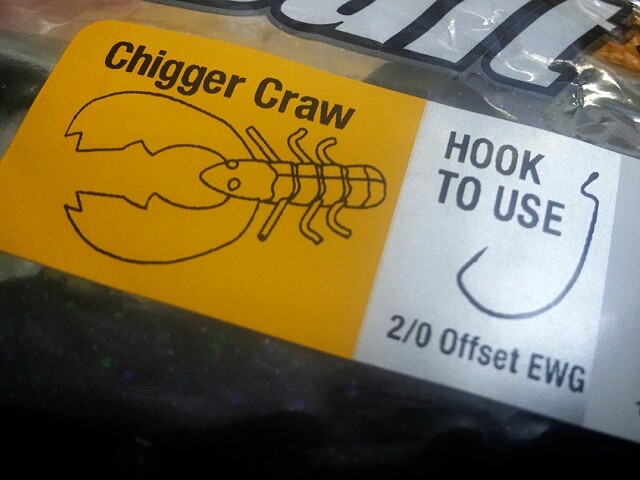 Chigger Craw
HOOK
TO USE
2/0 Offset EWG